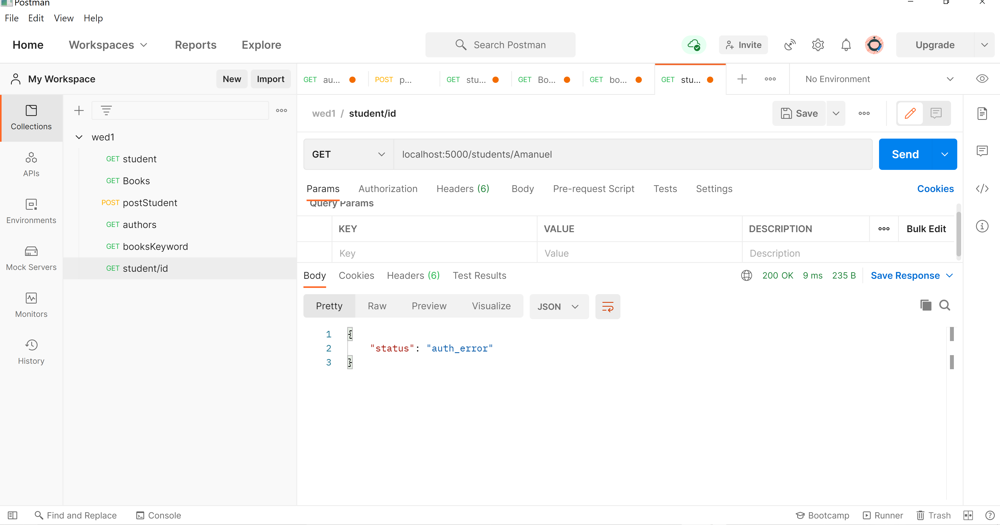 Postman
File Edit View Help
Home Workspaces Reports Explore Search Postman Invite Upgrade
My Workspace New Import GET au... POST p... GET stu... GET Bo... GET bo... GET stu... No Environment
Collections
wed1
GET student
GET Books
POST postStudent
GET authors
GET booksKeyword
GET student/id
APIs
Environments
Mock Servers
Monitors
History
wed1 / student/id Save
GET localhost:5000/students/Amanuel Send
Params Authorization Headers (6) Body Pre-request Script Tests Settings Cookies
Query Params
KEY VALUE DESCRIPTION Bulk Edit
Key Value Description
Body Cookies Headers (6) Test Results 200 OK 9 ms 235 B Save Response
Pretty Raw Preview Visualize JSON
1 {
2 "status": "auth_error"
3 }
Find and Replace Console Bootcamp Runner Trash